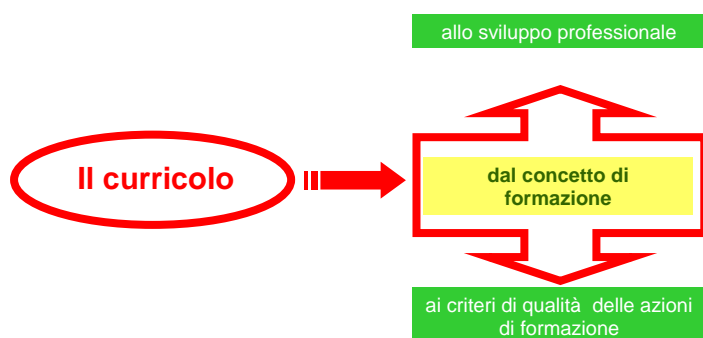 allo sviluppo professionale
Il curricolo
dal concetto di
formazione
ai criteri di qualità delle azioni
di formazione